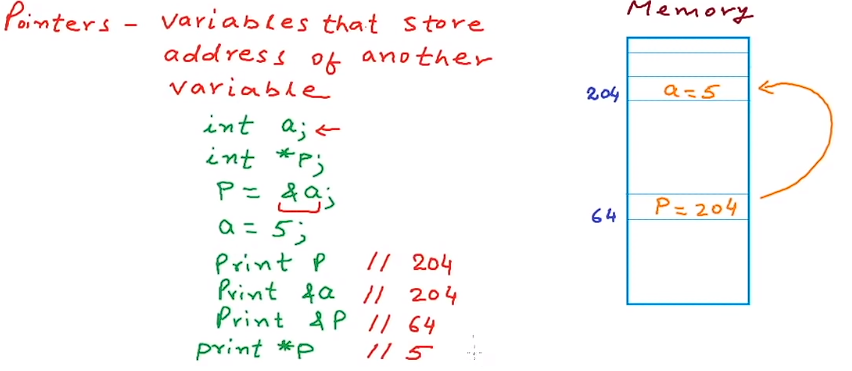 Pointers - variables that store
address of another
variable
int a; ←
int *P;
P = &a;
a = 5;
Print P // 204
Print &a // 204
Print &P // 64
print *P // 5
Memory
204 a=5
64 P=204